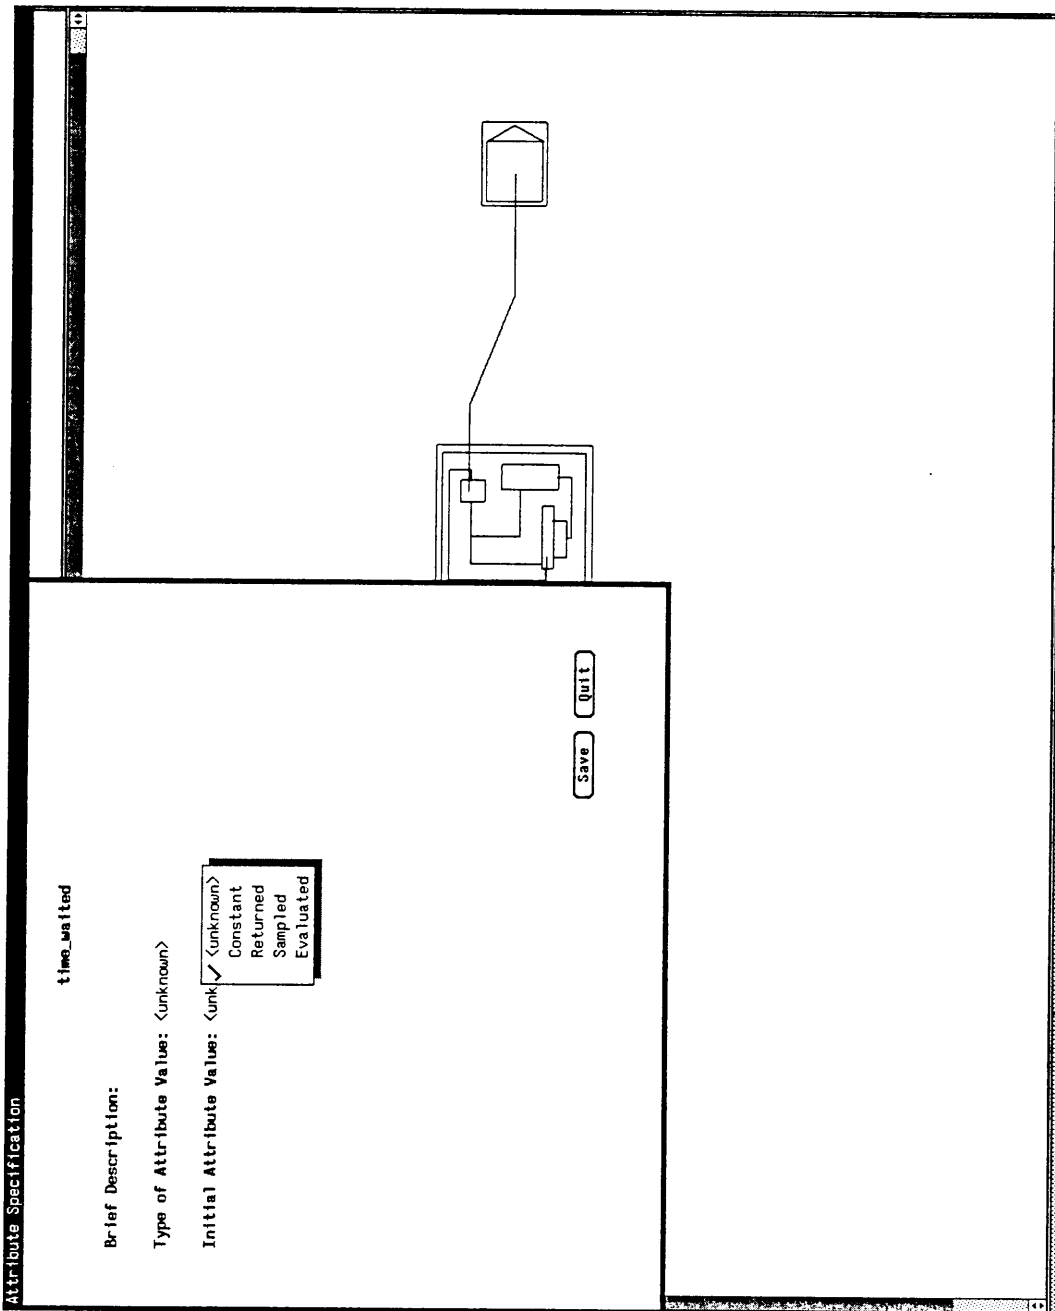 Attribute Specification
time_waited
Brief Description:
Type of Attribute Value: <unknown>
Initial Attribute Value: <unk
✓ <unknown>
Constant
Returned
Sampled
Evaluated
Save
Quit